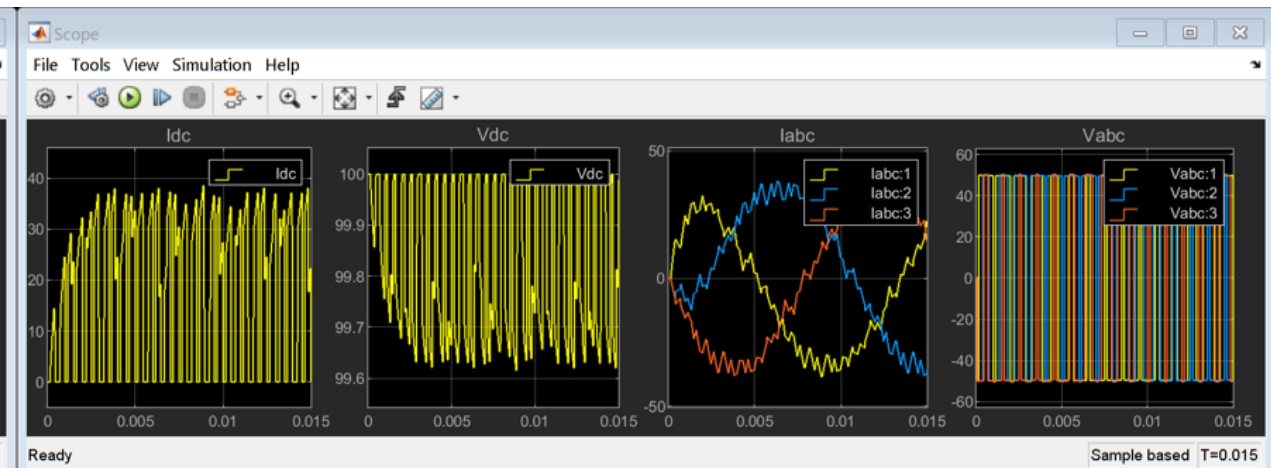 Scope
File Tools View Simulation Help
Idc
Idc
40
30
20
10
0
0 0.005 0.01 0.015
Vdc
Vdc
100
99.9
99.8
99.7
99.6
0 0.005 0.01 0.015
Iabc
Iabc:1
Iabc:2
Iabc:3
50
0
-50
0 0.005 0.01 0.015
Vabc
Vabc:1
Vabc:2
Vabc:3
60
40
20
0
-20
-40
-60
0 0.005 0.01 0.015
Ready
Sample based T=0.015